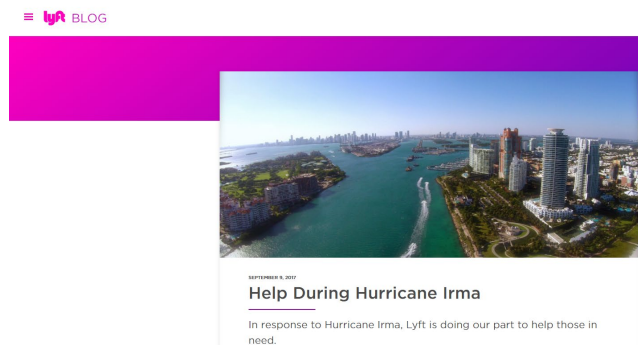 lyft BLOG
SEPTEMBER 9, 2017
Help During Hurricane Irma
In response to Hurricane Irma, Lyft is doing our part to help those in
need.